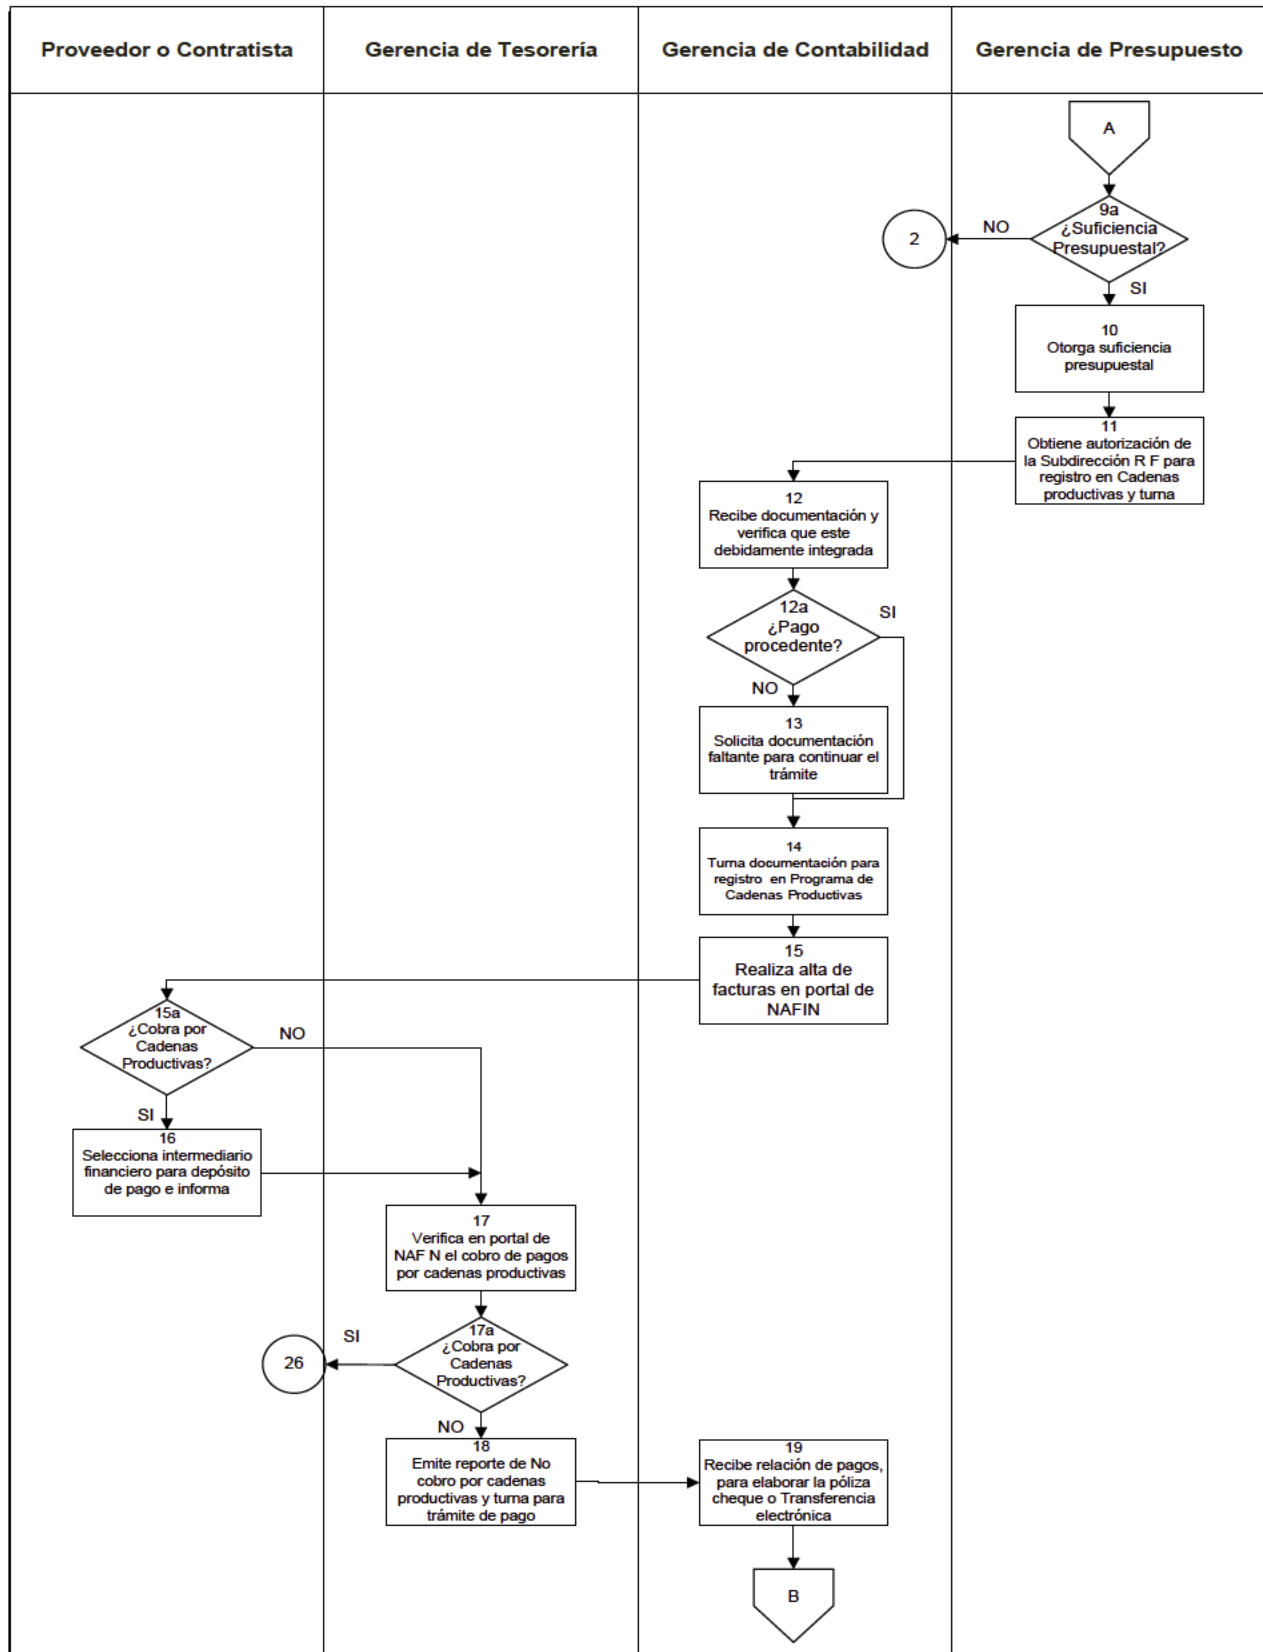 Proveedor o Contratista
Gerencia de Tesorería
Gerencia de Contabilidad
Gerencia de Presupuesto
A
9a
¿Suficiencia
Presupuestal?
NO
2
SI
10
Otorga suficiencia
presupuestal
11
Obtiene autorización de
la Subdirección R F para
registro en Cadenas
productivas y turna
12
Recibe documentación y
verifica que este
debidamente integrada
12a
¿Pago
procedente?
SI
NO
13
Solicita documentación
faltante para continuar el
trámite
14
Turna documentación para
registro en Programa de
Cadenas Productivas
15
Realiza alta de
facturas en portal de
NAFIN
15a
¿Cobra por
Cadenas
Productivas?
NO
SI
16
Selecciona intermediario
financiero para depósito
de pago e informa
17
Verifica en portal de
NAF N el cobro de pagos
por cadenas productivas
17a
¿Cobra por
Cadenas
Productivas?
SI
26
NO
18
Emite reporte de No
cobro por cadenas
productivas y turna para
trámite de pago
19
Recibe relación de pagos,
para elaborar la póliza
cheque o Transferencia
electrónica
B